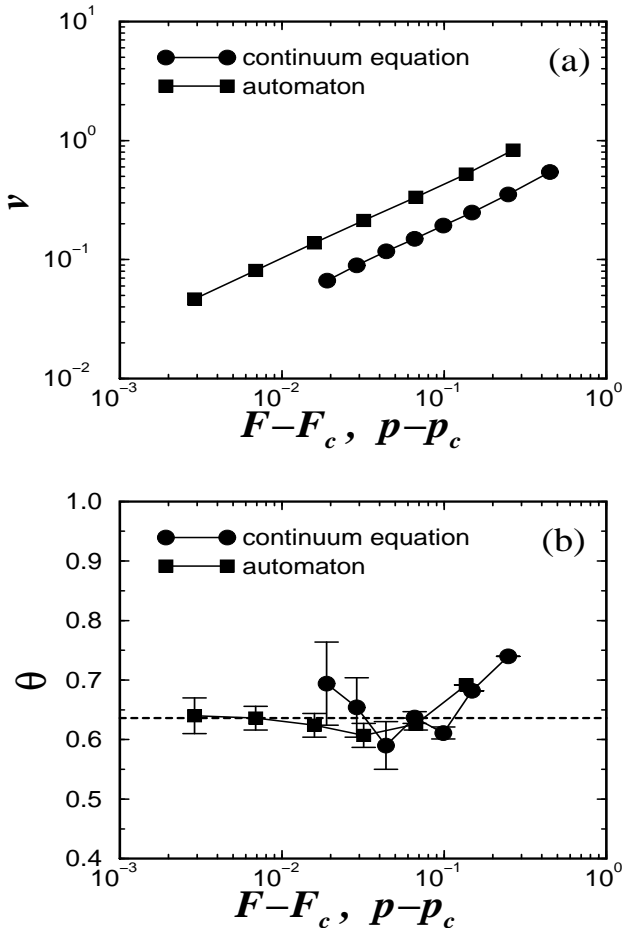 10^1
continuum equation
(a)
automaton
10^0
v
10^−1
10^−2
10^−3
10^−2
10^−1
10^0
F−F_c , p−p_c
1.0
continuum equation
(b)
0.9
automaton
0.8
θ
0.7
0.6
0.5
0.4
10^−3
10^−2
10^−1
10^0
F−F_c , p−p_c